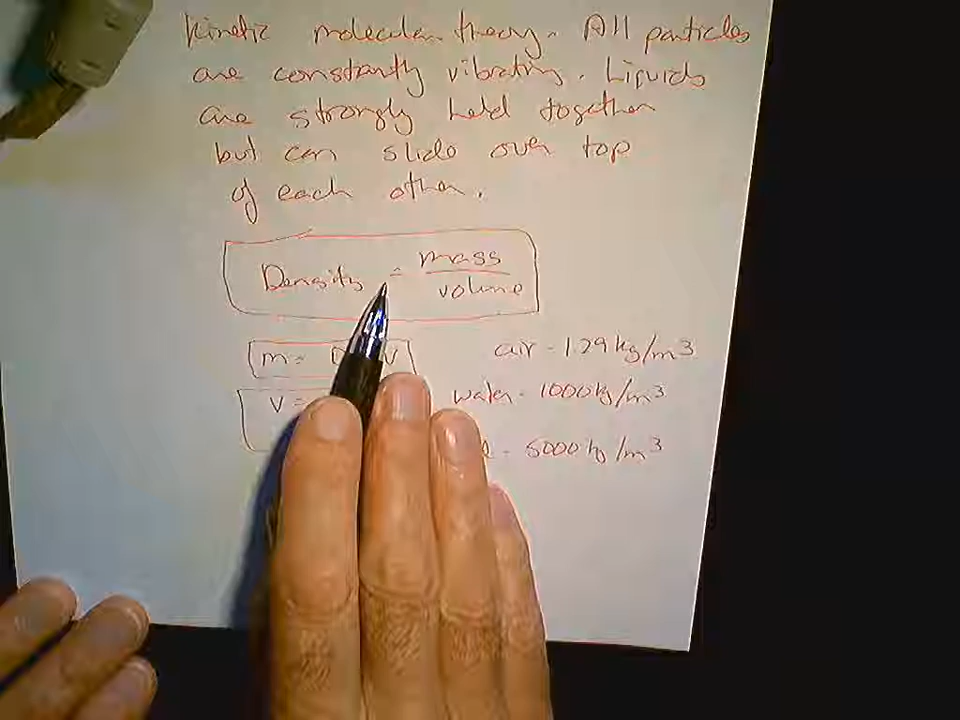 Kinetic molecular theory. All particles
are constantly vibrating. Liquids
are strongly held together
but can slide over top
of each other.
Density = mass / volume
m = D V
air - 1.29 kg/m3
V =
water - 1000 kg/m3
- 5000 kg/m3